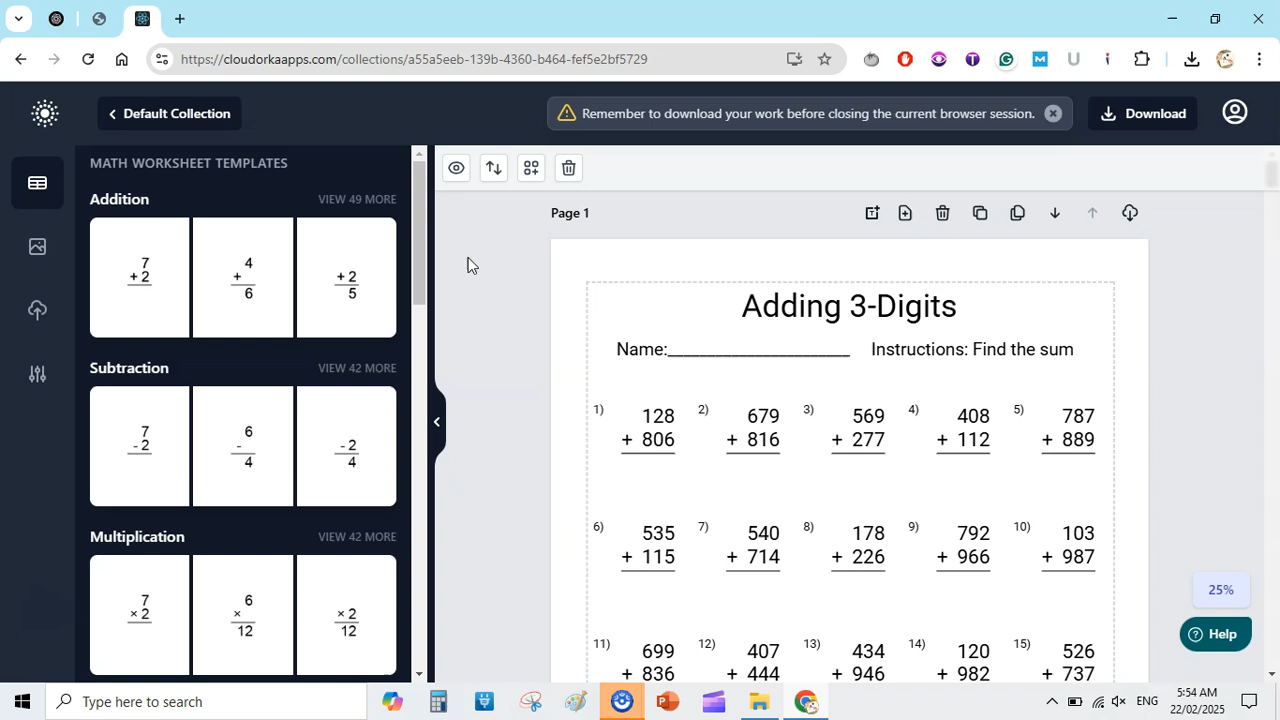 https://cloudorkaapps.com/collections/a55a5eeb-139b-4360-b464-fef5e2bf5729
Default Collection
Remember to download your work before closing the current browser session.
Download
MATH WORKSHEET TEMPLATES
Addition VIEW 49 MORE
7 4
+ 2 + + 2
6 5
Subtraction VIEW 42 MORE
7 6
- 2 - - 2
4 4
Multiplication VIEW 42 MORE
7 6
× 2 × × 2
12 12
Page 1
Adding 3-Digits
Name:____________________ Instructions: Find the sum
1) 128 2) 679 3) 569 4) 408 5) 787
+ 806 + 816 + 277 + 112 + 889
6) 535 7) 540 8) 178 9) 792 10) 103
+ 115 + 714 + 226 + 966 + 987
11) 699 12) 407 13) 434 14) 120 15) 526
+ 836 + 444 + 946 + 982 + 737
25%
Help
Type here to search
ENG
5:54 AM
22/02/2025